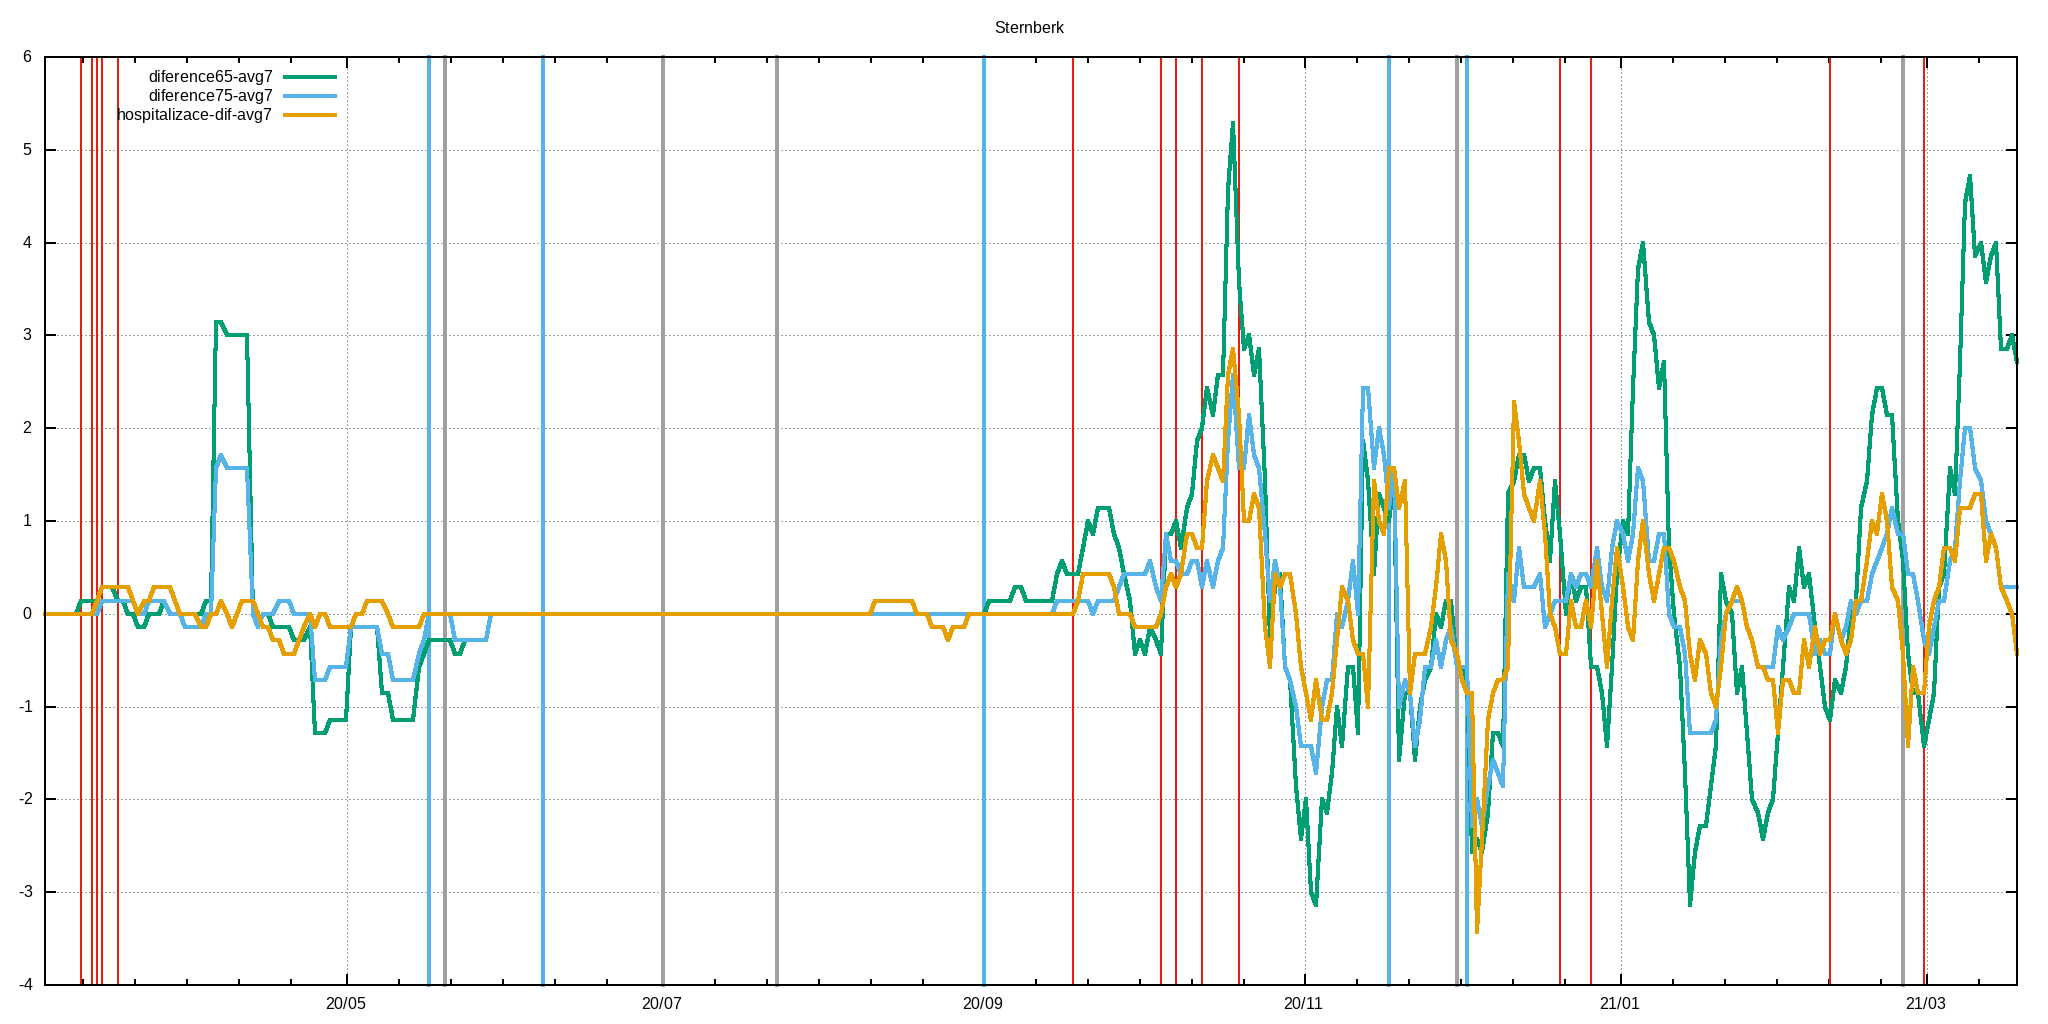 Sternberk
6
diference65-avg7
diference75-avg7
hospitalizace-dif-avg7
5
4
3
2
1
0
-1
-2
-3
-4
20/05 20/07 20/09 20/11 21/01 21/03